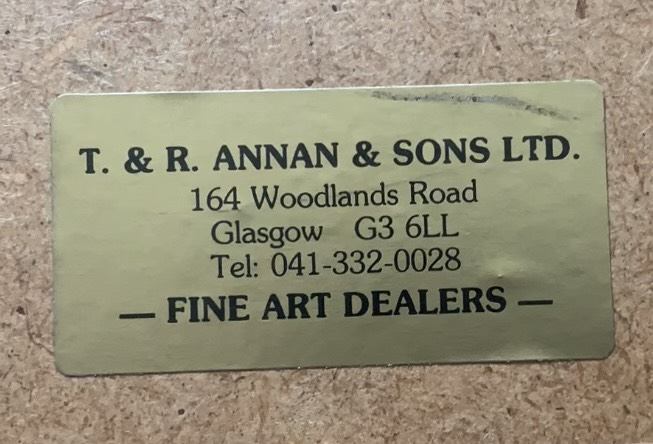 T. & R. ANNAN & SONS LTD.
164 Woodlands Road
Glasgow G3 6LL
Tel: 041-332-0028
— FINE ART DEALERS —